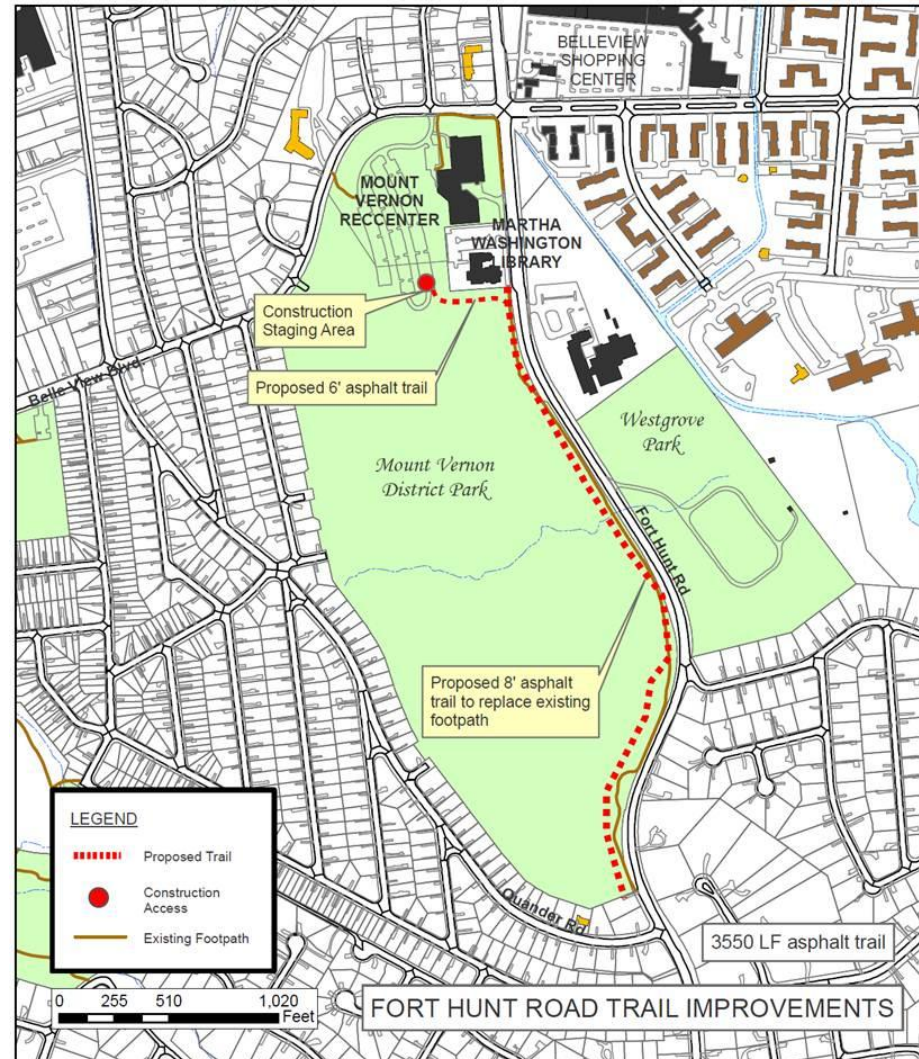 BELLEVIEW
SHOPPING
CENTER
MOUNT
VERNON
RECCENTER
MARTHA
WASHINGTON
LIBRARY
Construction
Staging Area
Proposed 6' asphalt trail
Belle View Blvd.
Westgrove
Park
Mount Vernon
District Park
Fort Hunt Rd
Proposed 8' asphalt
trail to replace existing
footpath
LEGEND
Proposed Trail
Construction
Access
Existing Footpath
Quander Rd
3550 LF asphalt trail
0 255 510 1,020
Feet
FORT HUNT ROAD TRAIL IMPROVEMENTS